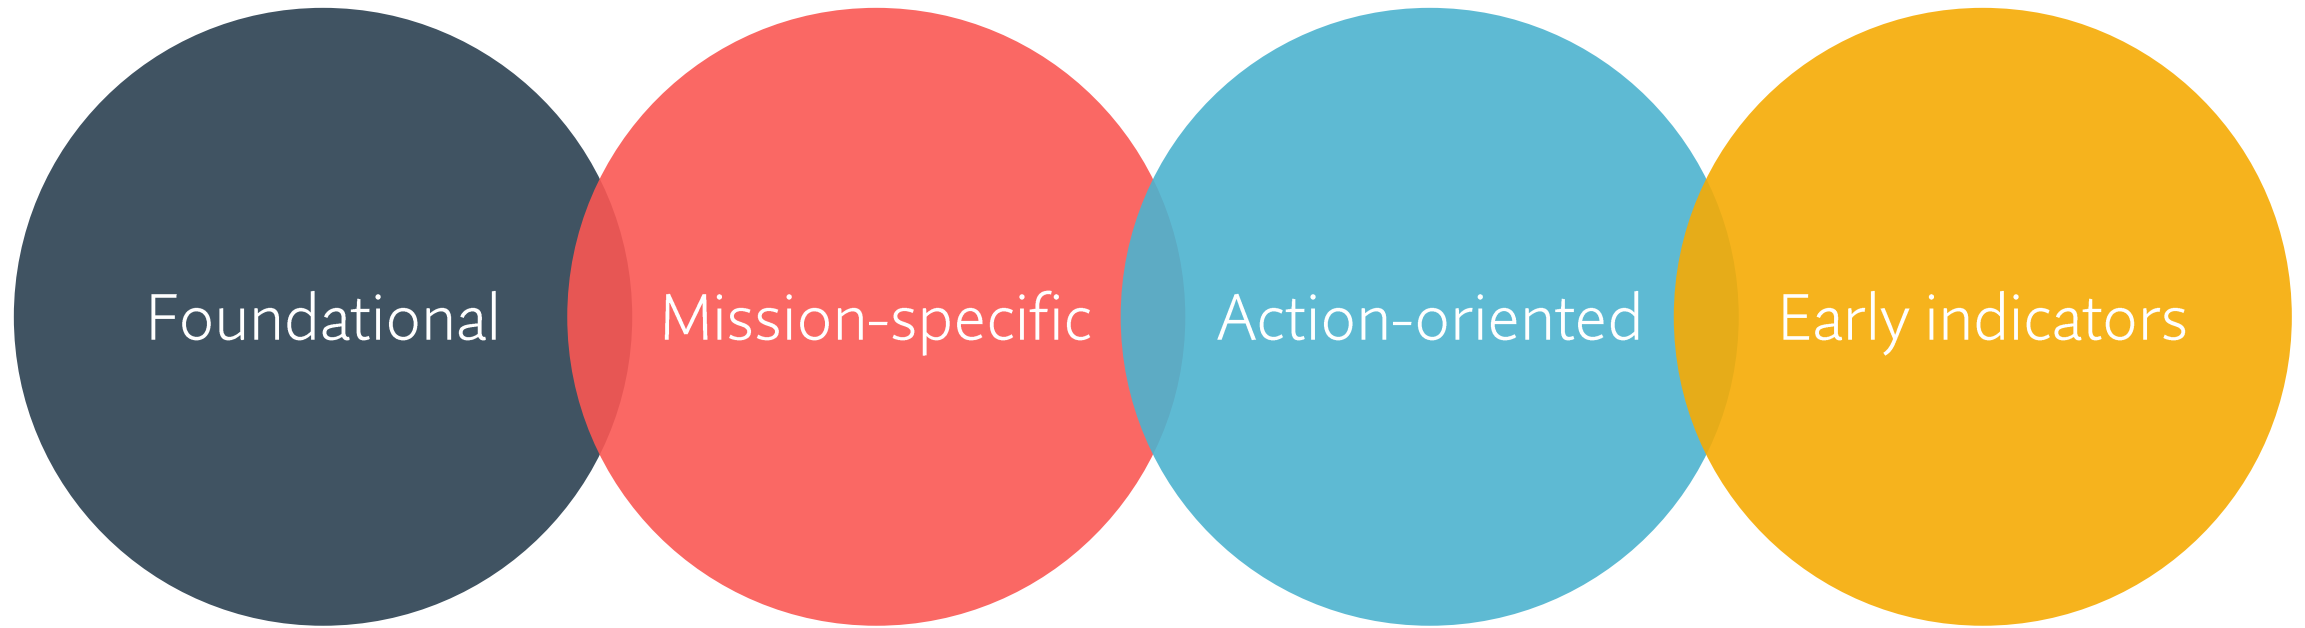 Foundational
Mission-specific
Action-oriented
Early indicators